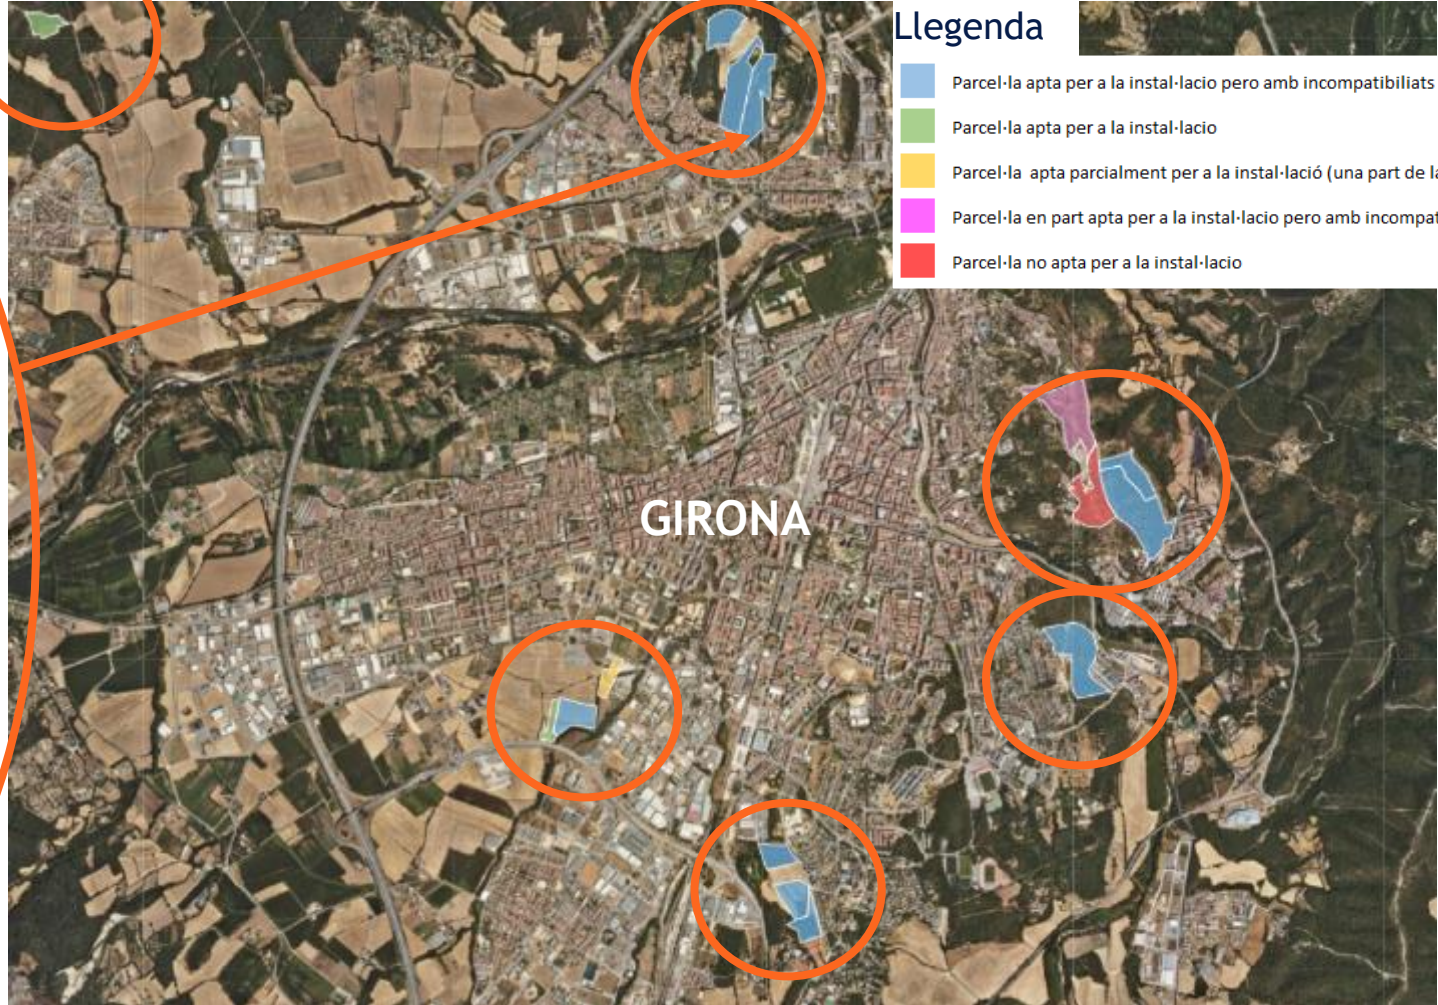 Llegenda
Parcel·la apta per a la instal·lacio pero amb incompatibiliats
Parcel·la apta per a la instal·lacio
Parcel·la apta parcialment per a la instal·lació (una part de la
Parcel·la en part apta per a la instal·lacio pero amb incompat
Parcel·la no apta per a la instal·lacio
GIRONA